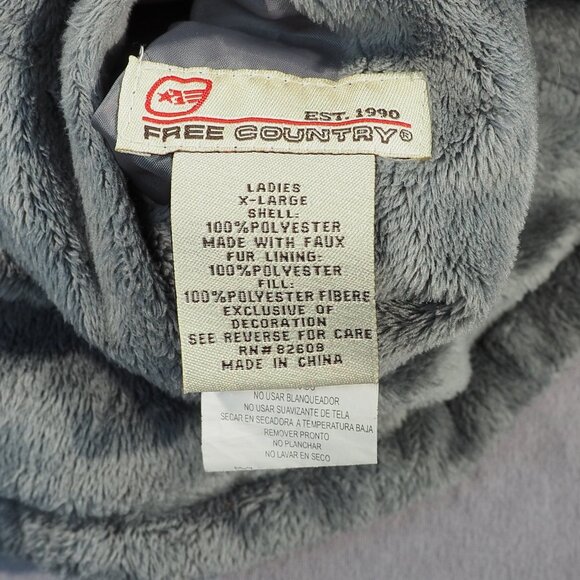 EST. 1990
FREE COUNTRY®
LADIES
X-LARGE
SHELL:
100%POLYESTER
MADE WITH FAUX
FUR LINING:
100%POLYESTER
FILL:
100%POLYESTER FIBERE
EXCLUSIVE OF
DECORATION
SEE REVERSE FOR CARE
RN# 82608
MADE IN CHINA
NO USAR BLANQUEADOR
NO USAR SUAVIZANTE DE TELA
SECAR EN SECADORA A TEMPERATURA BAJA
REMOVER PRONTO
NO PLANCHAR
NO LAVAR EN SECO